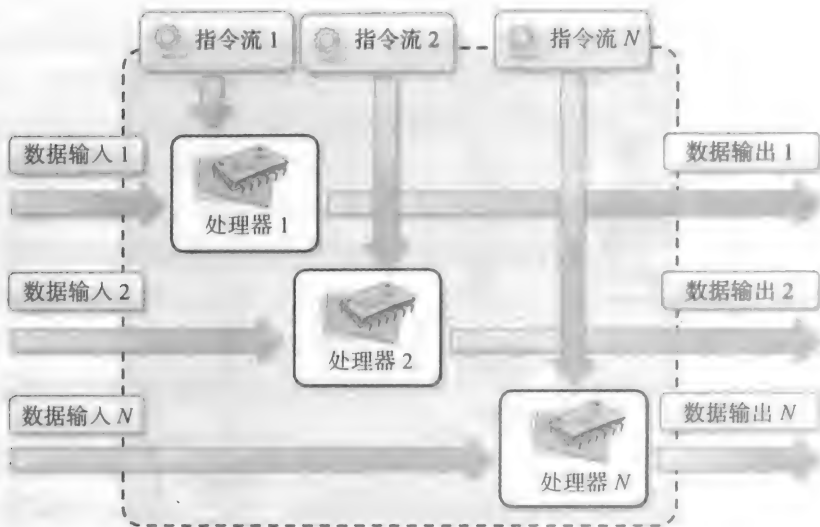 指令流 1
指令流 2
指令流 N
数据输入 1
数据输出 1
处理器 1
数据输入 2
数据输出 2
处理器 2
数据输入 N
数据输出 N
处理器 N